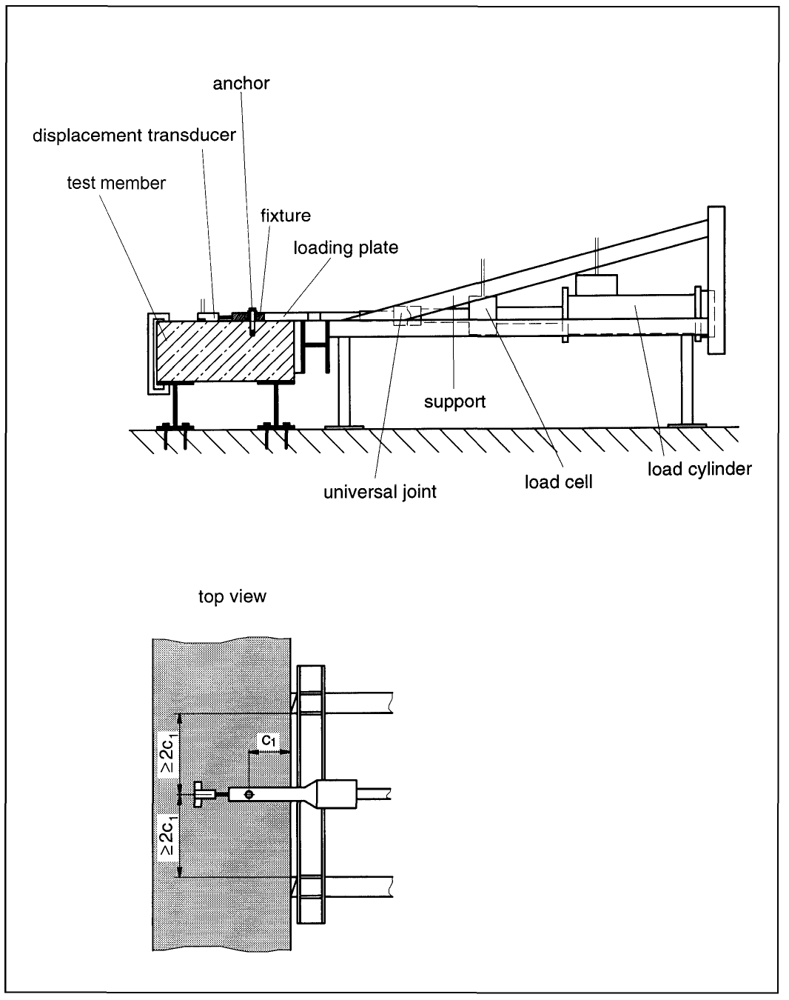 anchor
displacement transducer
test member
fixture
loading plate
support
load cylinder
load cell
universal joint
top view
c₁
≥2c₁
≥2c₁